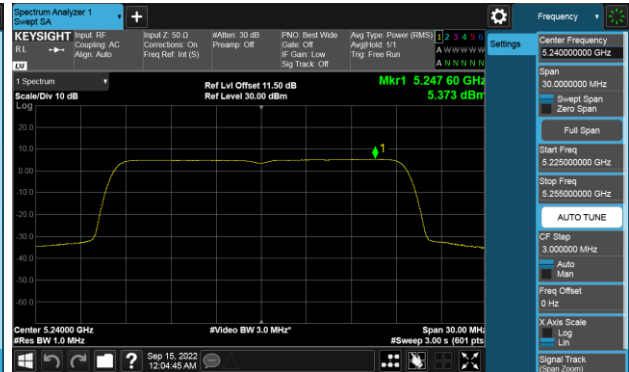 Spectrum Analyzer 1
Swept SA
+
Frequency
KEYSIGHT
RL
LXI
Input: RF
Coupling: AC
Align: Auto
Input Z: 50 Ω
Corrections: On
Freq Ref: Int (S)
#Atten: 30 dB
Preamp: Off
PNO: Best Wide
Gate: Off
IF Gain: Low
Sig Track: Off
Avg Type: Power (RMS)
Avg|Hold: 1/1
Trig: Free Run
1 2 3 4 5 6
A W W W W W
A N N N N N
Settings
Center Frequency
5.240000000 GHz
Span
30.0000000 MHz
Swept Span
Zero Span
Full Span
Start Freq
5.225000000 GHz
Stop Freq
5.255000000 GHz
AUTO TUNE
CF Step
3.000000 MHz
Auto
Man
Freq Offset
0 Hz
X Axis Scale
Log
Lin
Signal Track
(Span Zoom)
1 Spectrum
Scale/Div 10 dB
Log
Ref Lvl Offset 11.50 dB
Ref Level 30.00 dBm
Mkr1 5.247 60 GHz
5.373 dBm
20.0
10.0
0.00
-10.0
-20.0
-30.0
-40.0
-50.0
-60.0
1
Center 5.24000 GHz
#Res BW 1.0 MHz
#Video BW 3.0 MHz*
Span 30.00 MHz
#Sweep 3.00 s (601 pts)
?
Sep 15, 2022
12:04:45 AM